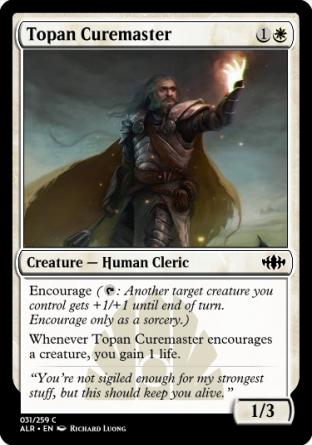 Topan Curemaster 1
Creature — Human Cleric
Encourage (: Another target creature you
control gets +1/+1 until end of turn.
Encourage only as a sorcery.)
Whenever Topan Curemaster encourages
a creature, you gain 1 life.
“You’re not sigiled enough for my strongest
stuff, but this should keep you alive.”
1/3
031/259 C
ALR • EN Richard Luong